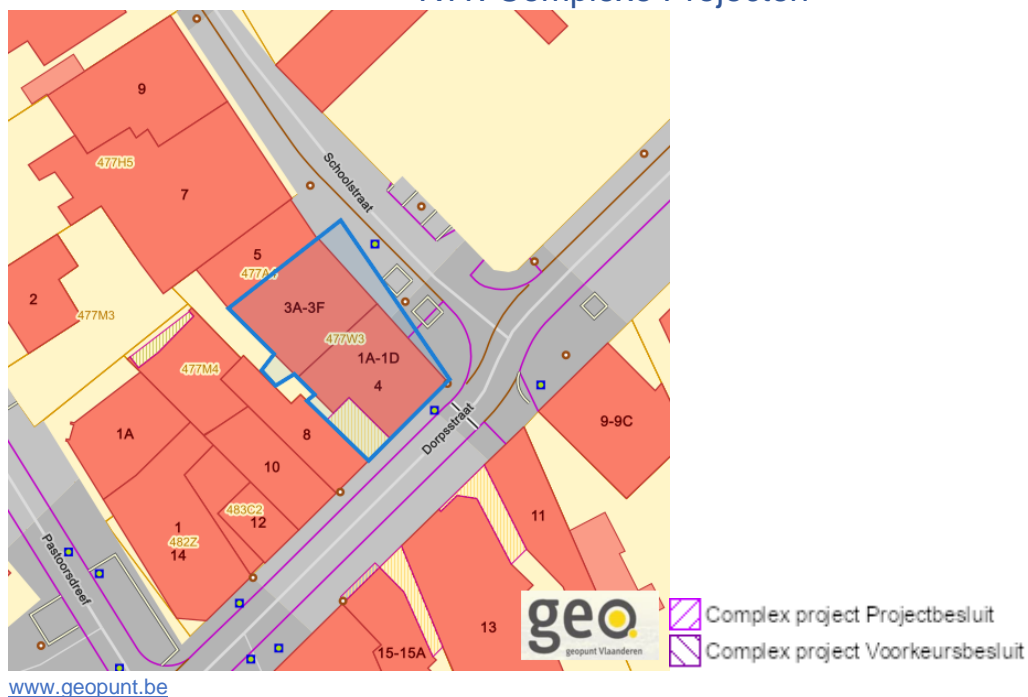 9
477H5
7
Schoolstraat
5
2
477M3
3A-3F
477W3
1A-1D
4
477M4
1A
8
Dorpsstraat
9-9C
10
483C2
12
1
482Z
14
11
Pastoorsdreef
13
15-15A
geo.
geopunt Vlaanderen
Complex project Projectbesluit
Complex project Voorkeursbesluit
www.geopunt.be